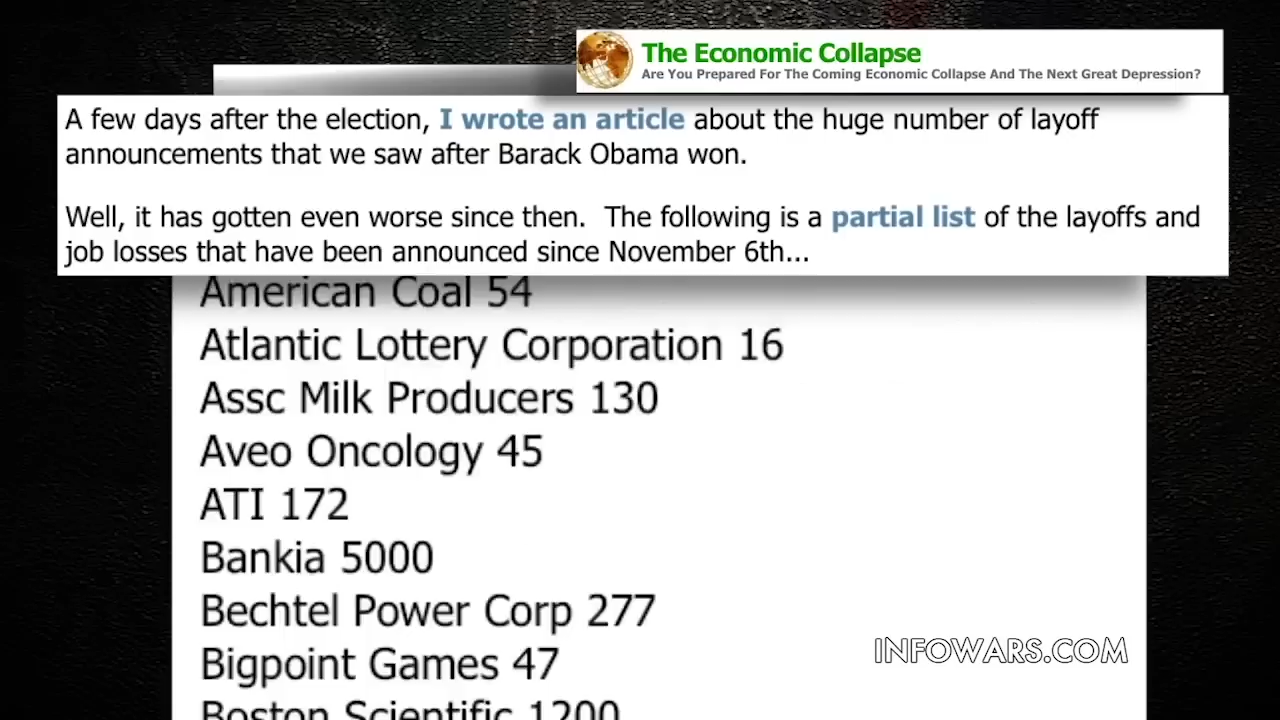 The Economic Collapse
Are You Prepared For The Coming Economic Collapse And The Next Great Depression?
A few days after the election, I wrote an article about the huge number of layoff
announcements that we saw after Barack Obama won.
Well, it has gotten even worse since then. The following is a partial list of the layoffs and
job losses that have been announced since November 6th...
American Coal 54
Atlantic Lottery Corporation 16
Assc Milk Producers 130
Aveo Oncology 45
ATI 172
Bankia 5000
Bechtel Power Corp 277
Bigpoint Games 47
Boston Scientific 1200
INFOWARS.COM